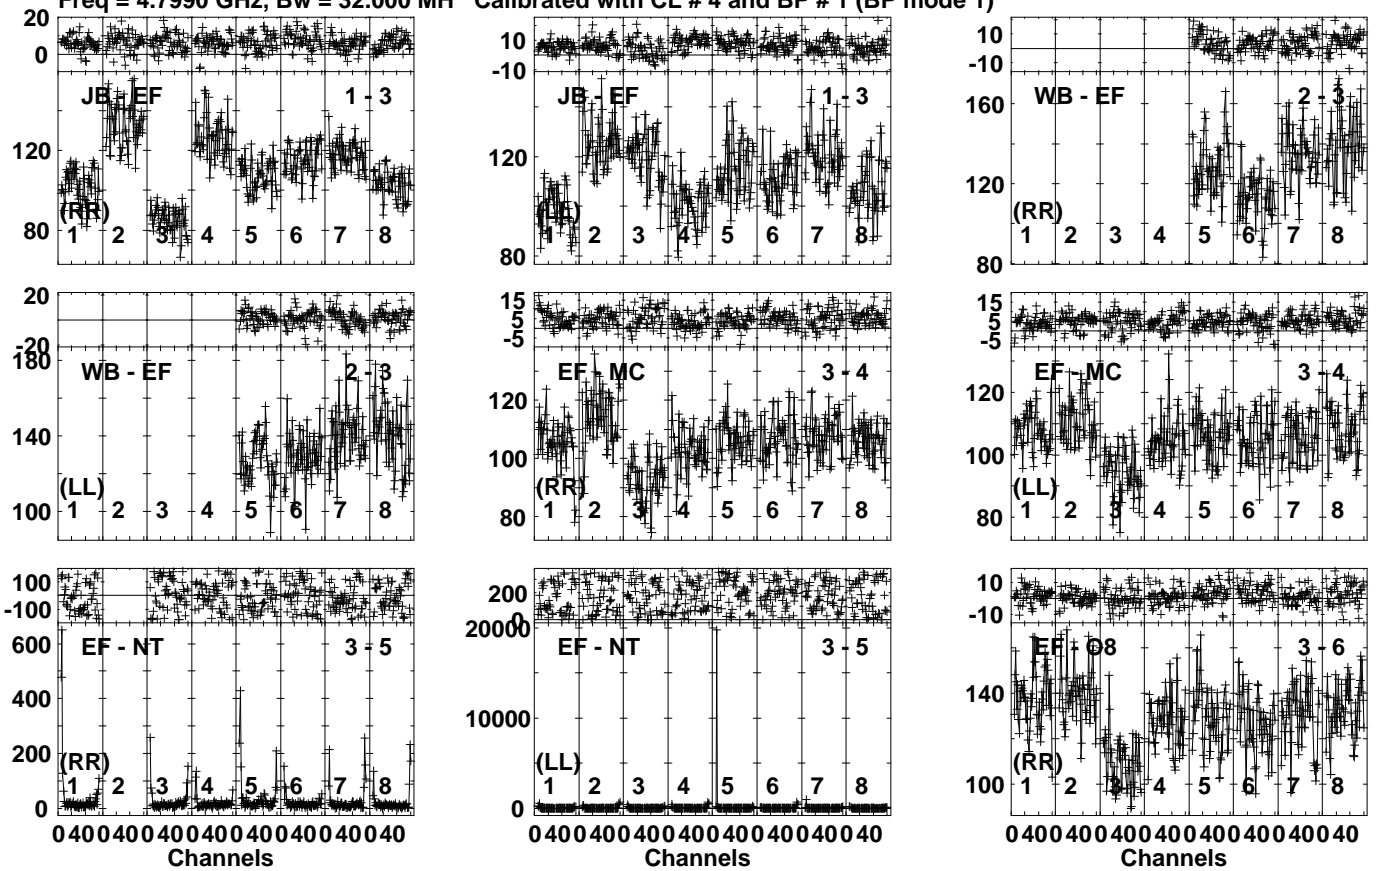 Freq = 4.7990 GHz, Bw = 32.000 MH Calibrated with CL # 4 and BP # 1 (BP mode 1)
20
0
JB - EF 1 - 3
120
80
(RR)
1 2 3 4 5 6 7 8
10
-10
JB - EF 1 - 3
120
80
(LL)
1 2 3 4 5 6 7 8
10
-10
WB - EF 2 - 3
160
120
80
(RR)
1 2 3 4 5 6 7 8
20
-20
WB - EF 2 - 3
180
140
100
(LL)
1 2 3 4 5 6 7 8
15
5
-5
EF - MC 3 - 4
120
100
80
(RR)
1 2 3 4 5 6 7 8
15
5
-5
EF - MC 3 - 4
120
100
80
(LL)
1 2 3 4 5 6 7 8
100
-100
EF - NT 3 - 5
600
400
200
0
(RR)
1 2 3 4 5 6 7 8
0 40 0 40 0 40 0 40 0 40 0 40 0 40 0 40
Channels
200
0
EF - NT 3 - 5
20000
10000
0
(LL)
1 2 3 4 5 6 7 8
0 40 0 40 0 40 0 40 0 40 0 40 0 40 0 40
Channels
10
-10
EF - O8 3 - 6
140
100
(RR)
1 2 3 4 5 6 7 8
0 40 0 40 0 40 0 40 0 40 0 40 0 40 0 40
Channels